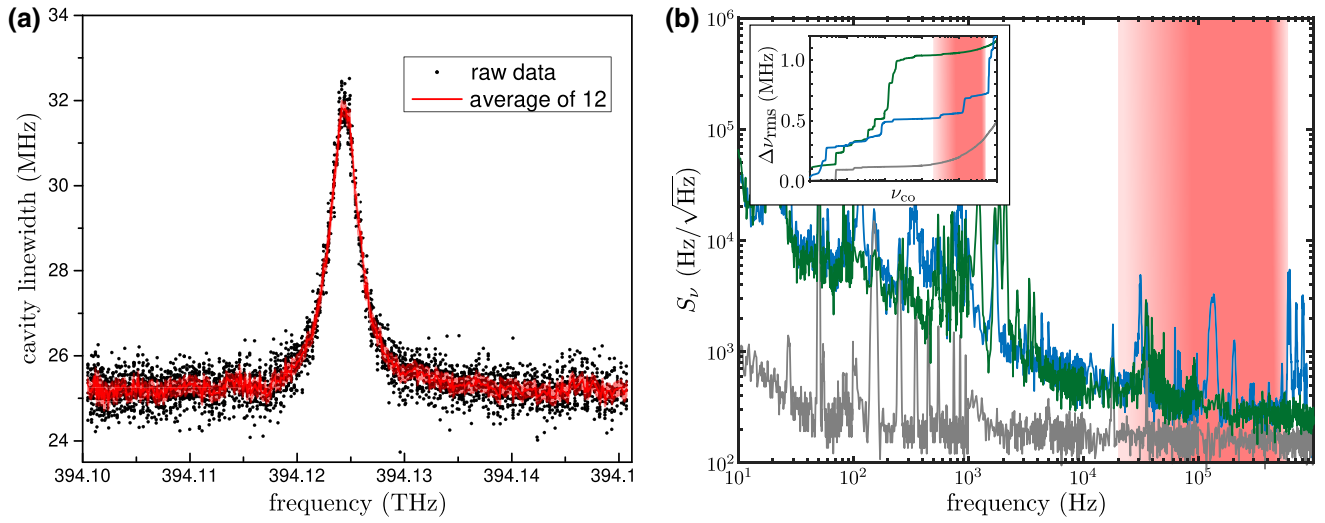 (a)
34
32
30
28
26
24
cavity linewidth (MHz)
raw data
average of 12
394.10
394.11
394.12
394.13
394.14
394.1
frequency (THz)
(b)
10^6
10^5
10^4
10^3
10^2
S_ν (Hz/√Hz)
1.0
0.5
0.0
Δν_rms (MHz)
ν_co
10^1
10^2
10^3
10^4
10^5
frequency (Hz)